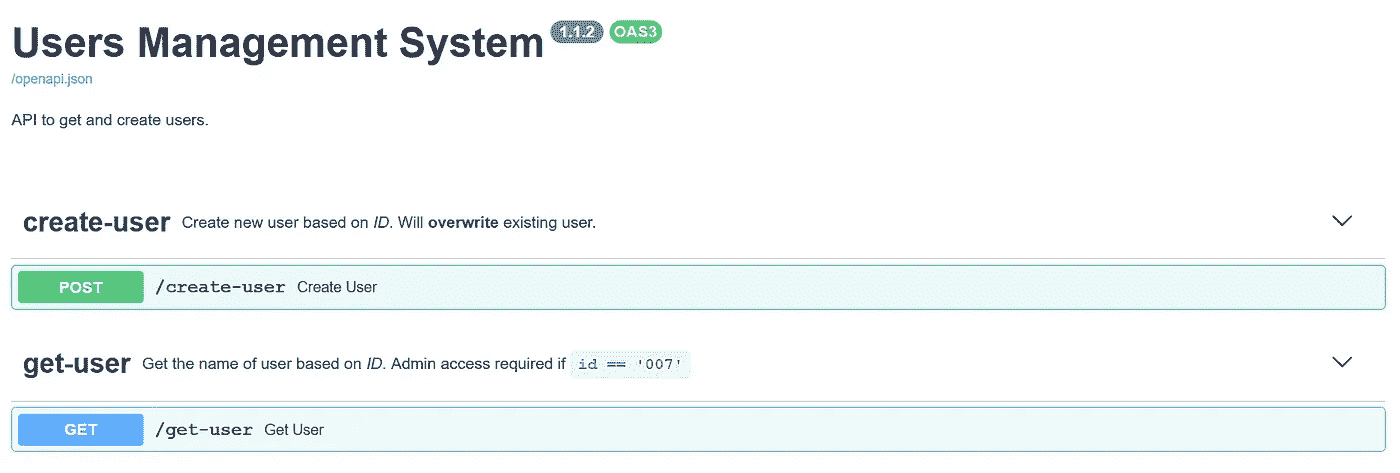 Users Management System 1.1.2 OAS3
/openapi.json
API to get and create users.
create-user Create new user based on ID. Will overwrite existing user.
POST /create-user Create User
get-user Get the name of user based on ID. Admin access required if id == '007'
GET /get-user Get User